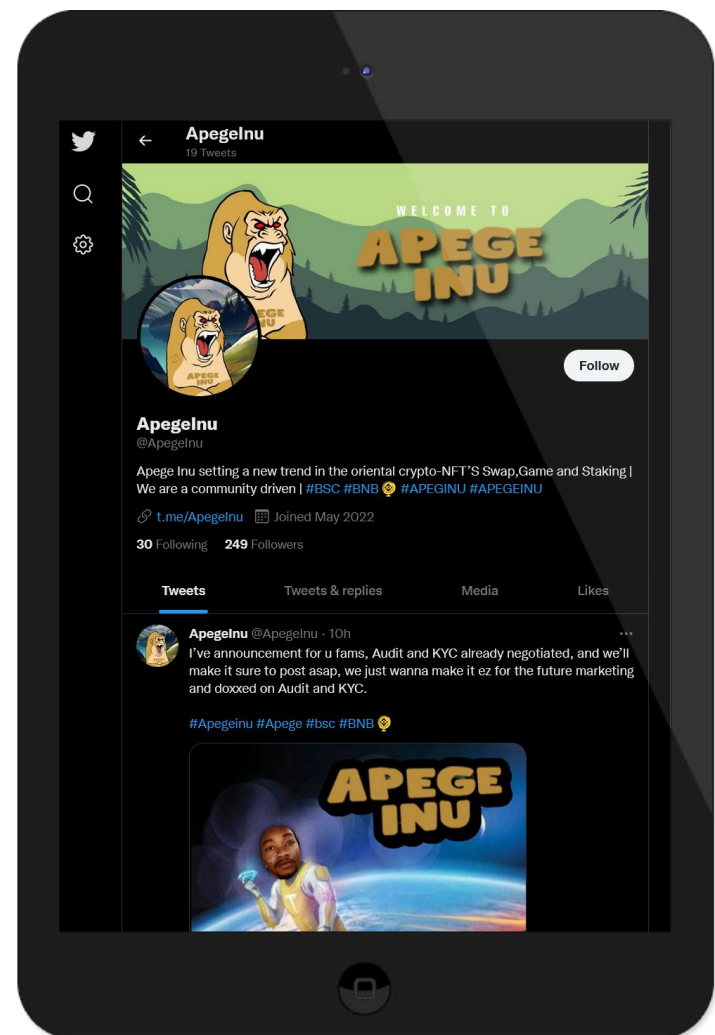 ApegeInu
19 Tweets
WELCOME TO
APEGE
INU
EGE
U
APEGE
INU
Follow
ApegeInu
@ApegeInu
Apege Inu setting a new trend in the oriental crypto-NFT'S Swap,Game and Staking |
We are a community driven | #BSC #BNB #APEGINU #APEGEINU
t.me/ApegeInu Joined May 2022
30 Following 249 Followers
Tweets Tweets & replies Media Likes
ApegeInu @ApegeInu · 10h
I've announcement for u fams, Audit and KYC already negotiated, and we'll
make it sure to post asap, we just wanna make it ez for the future marketing
and doxxed on Audit and KYC.
#Apegeinu #Apege #bsc #BNB
APEGE
INU